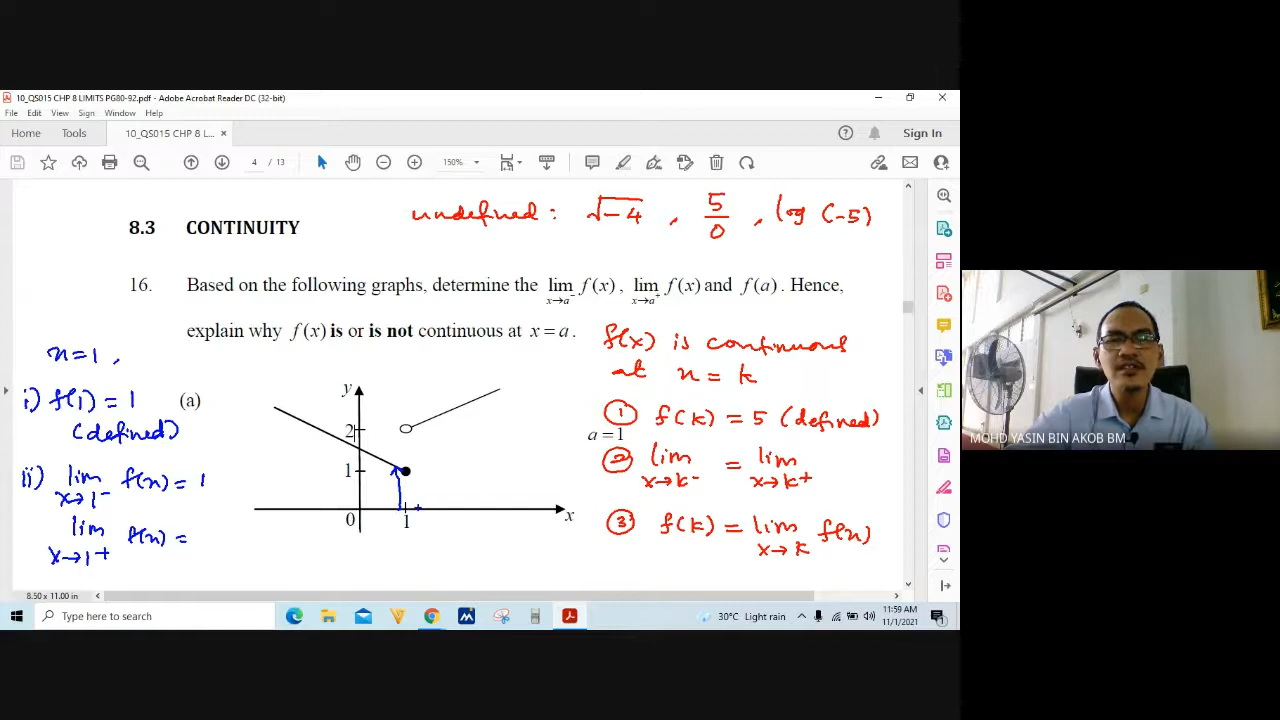 10_QS015 CHP 8 LIMITS PG80-92.pdf - Adobe Acrobat Reader DC (32-bit)
File Edit View Sign Window Help
Home Tools 10_QS015 CHP 8 LI... × Sign In
4 / 13 150%
undefined : √-4 , 5/0 , log (-5)
8.3 CONTINUITY
16. Based on the following graphs, determine the lim x→a⁻ f(x), lim x→a⁺ f(x) and f(a). Hence,
explain why f(x) is or is not continuous at x = a.
x=1,
i) f(1) = 1
(defined)
ii) lim x→1⁻ f(x) = 1
lim x→1⁺ f(x) =
(a)
y
2
1
0
1
x
a = 1
f(x) is continuous
at x = k
① f(k) = 5 (defined)
② lim x→k⁻ = lim x→k⁺
③ f(k) = lim x→k f(x)
8.50 x 11.00 in
Type here to search
30°C Light rain
11:59 AM
11/1/2021
1
MOHD YASIN BIN AKOB BM